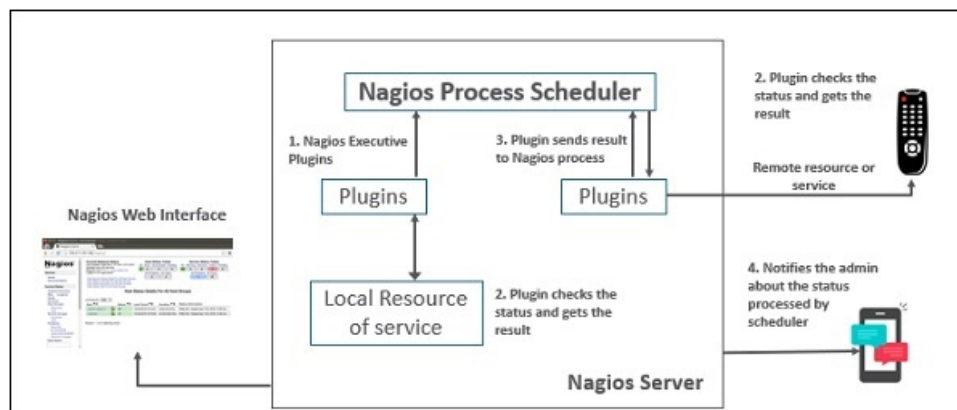 Nagios Process Scheduler
1. Nagios Executive
Plugins
3. Plugin sends result
to Nagios process
2. Plugin checks the
status and gets the
result
Plugins
Plugins
Remote resource or
service
Nagios Web Interface
Nagios
Local Resource
of service
2. Plugin checks the
status and gets the
result
4. Notifies the admin
about the status
processed by
scheduler
Nagios Server